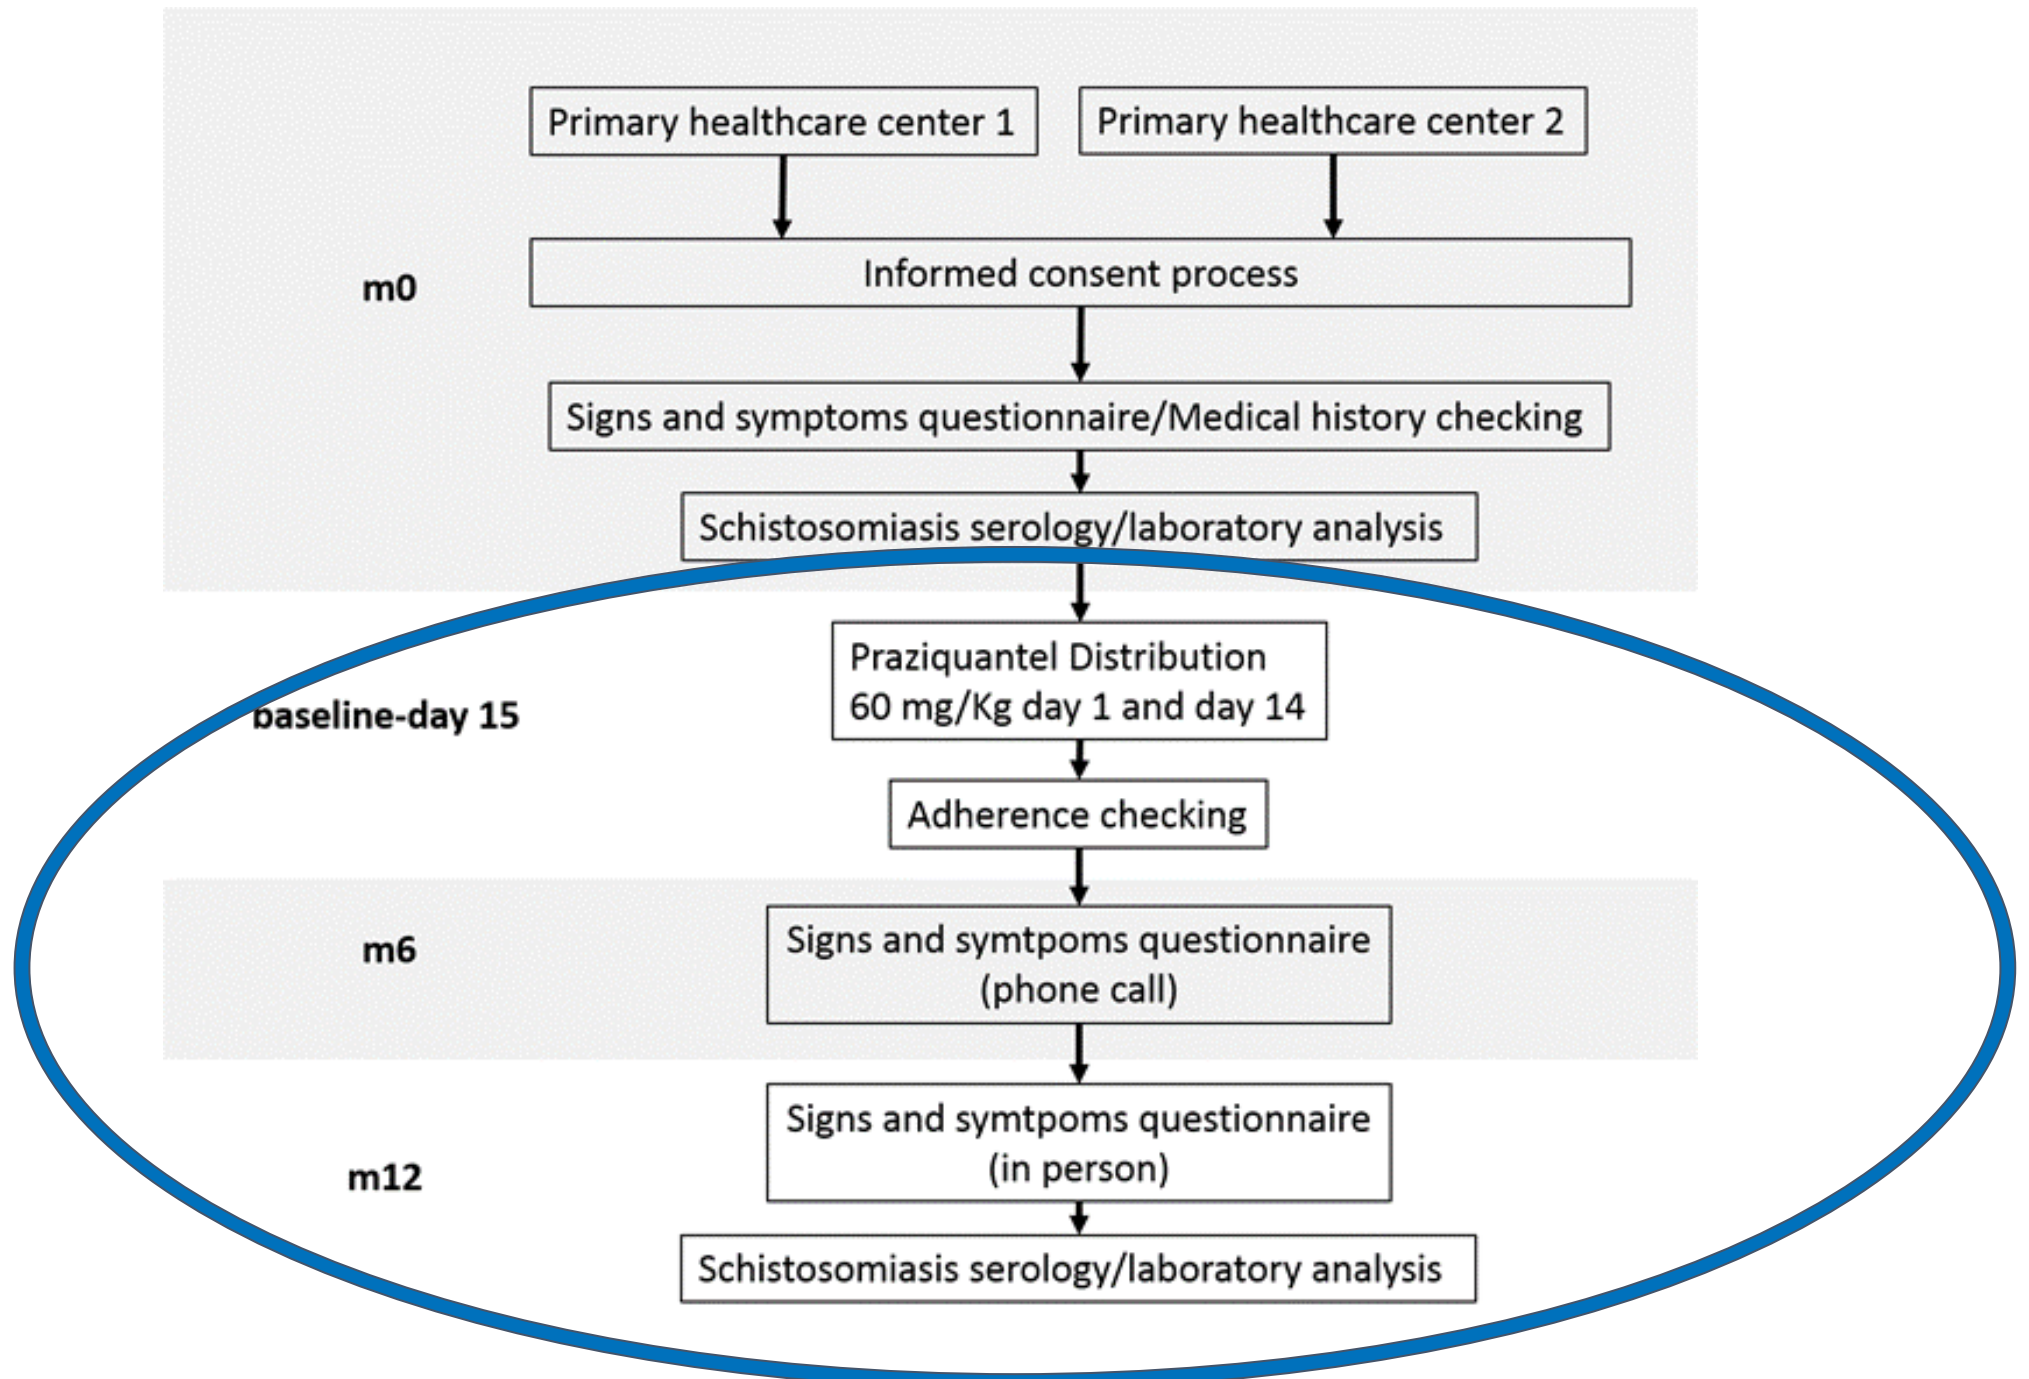 Primary healthcare center 1
Primary healthcare center 2
m0
Informed consent process
Signs and symptoms questionnaire/Medical history checking
Schistosomiasis serology/laboratory analysis
baseline-day 15
Praziquantel Distribution
60 mg/Kg day 1 and day 14
Adherence checking
m6
Signs and symtpoms questionnaire
(phone call)
m12
Signs and symtpoms questionnaire
(in person)
Schistosomiasis serology/laboratory analysis